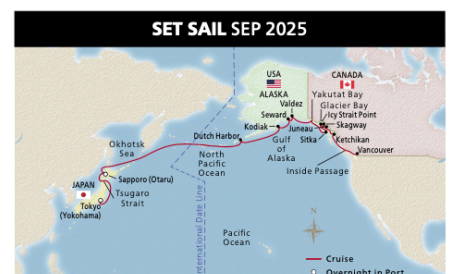 SET SAIL SEP 2025
USA
CANADA
ALASKA
Yakutat Bay
Valdez
Glacier Bay
Seward
Icy Strait Point
Kodiak
Juneau
Skagway
Okhotsk
Sea
Dutch Harbor
Sitka
Ketchikan
Gulf
of
Alaska
Vancouver
North
Pacific
Ocean
Inside Passage
Sapporo (Otaru)
JAPAN
Tsugaro
Strait
Tokyo
(Yokohama)
International Date Line
N
Pacific
Ocean
Cruise
Overnight in Port